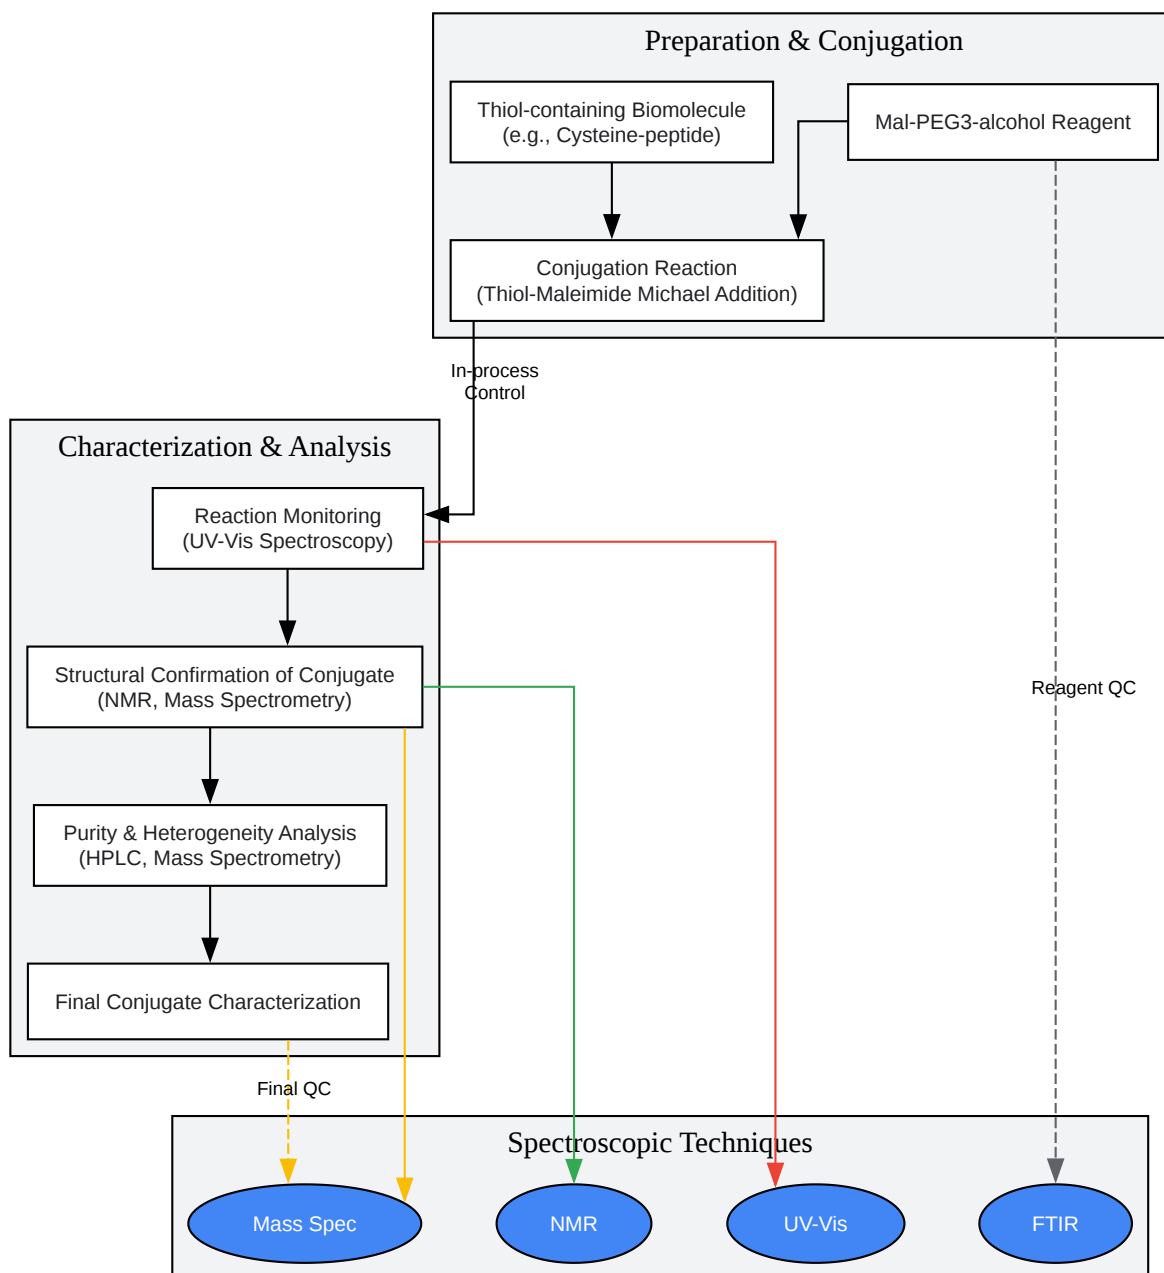 Preparation & Conjugation
Thiol-containing Biomolecule
(e.g., Cysteine-peptide)
Mal-PEG3-alcohol Reagent
Conjugation Reaction
(Thiol-Maleimide Michael Addition)
In-process
Control
Characterization & Analysis
Reaction Monitoring
(UV-Vis Spectroscopy)
Structural Confirmation of Conjugate
(NMR, Mass Spectrometry)
Reagent QC
Purity & Heterogeneity Analysis
(HPLC, Mass Spectrometry)
Final Conjugate Characterization
Final QC
Spectroscopic Techniques
Mass Spec
NMR
UV-Vis
FTIR